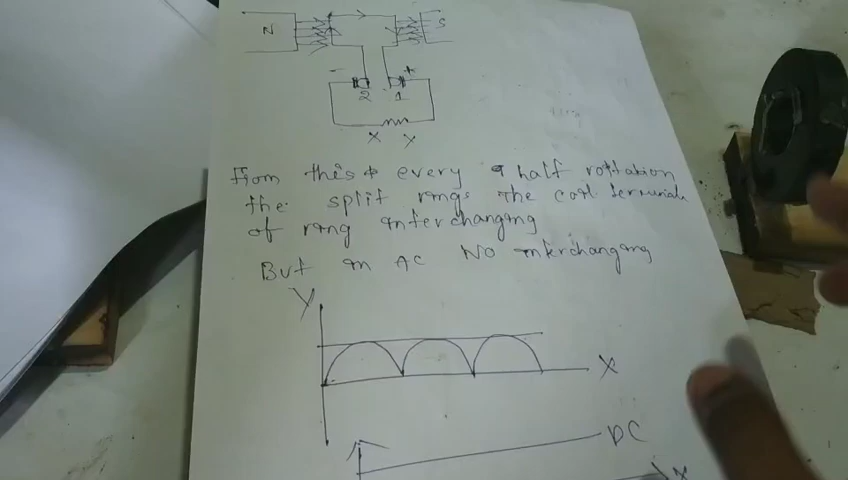 N S
- +
2 1
X Y
From this every half rotation
the split rings the coil terminals
of ring interchanging
But in AC No interchanging
Y
X
DC
X